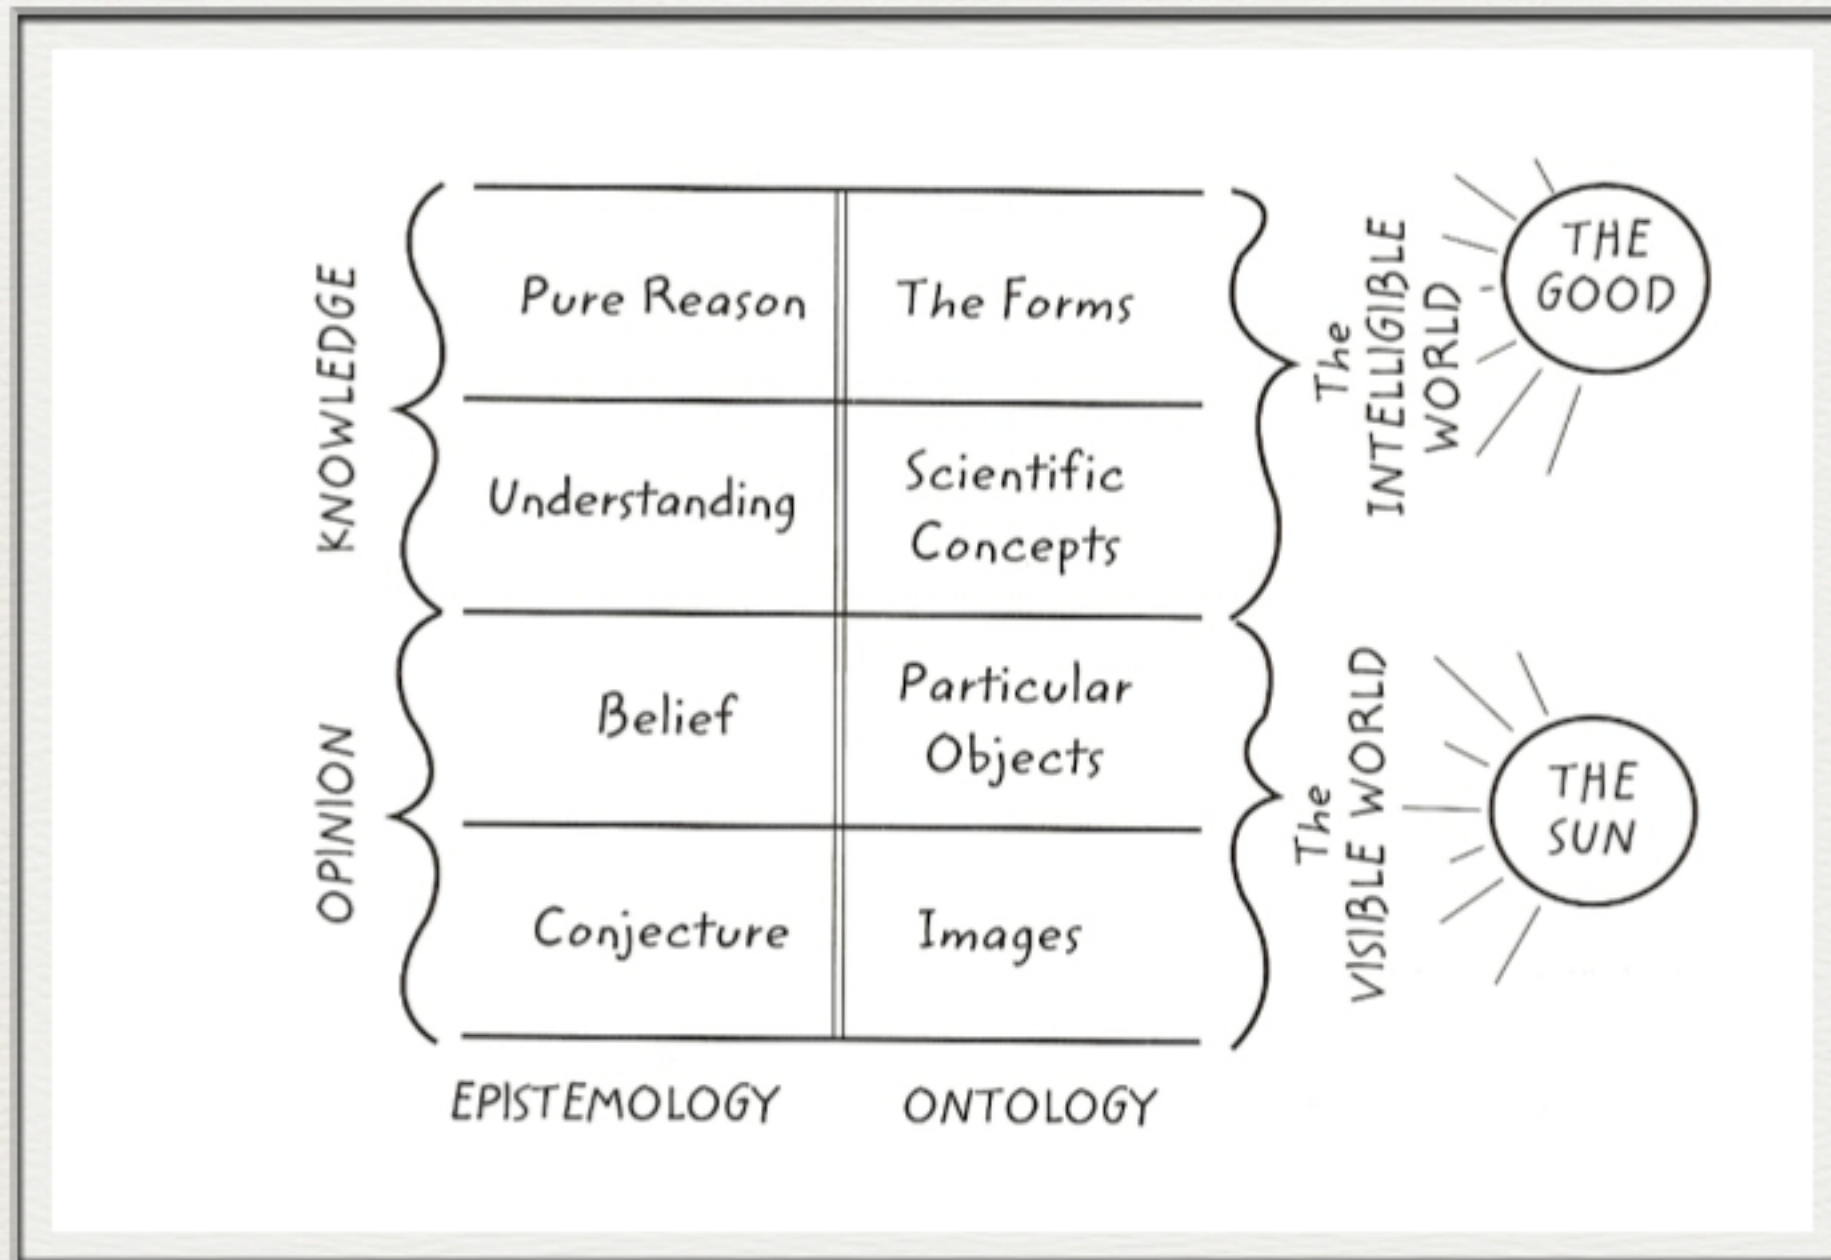 KNOWLEDGE
OPINION
Pure Reason
The Forms
Understanding
Scientific
Concepts
Belief
Particular
Objects
Conjecture
Images
EPISTEMOLOGY
ONTOLOGY
The
INTELLIGIBLE
WORLD
THE
GOOD
The
VISIBLE WORLD
THE
SUN